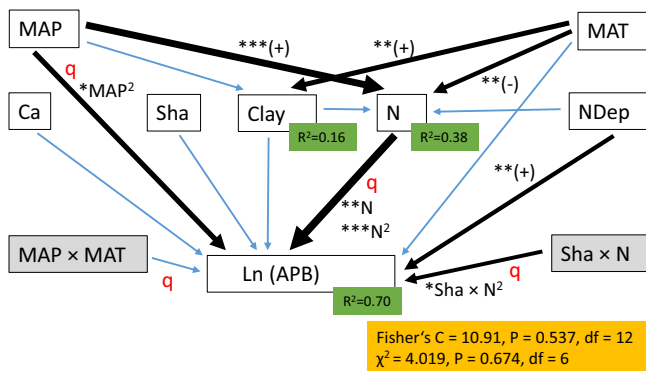 MAP
MAT
***(+)
**(+)
q
*MAP²
**(-)
Ca
Sha
Clay
N
NDep
R²=0.16
R²=0.38
**(+)
q
**N
***N²
MAP × MAT
q
Ln (APB)
R²=0.70
q
Sha × N
*Sha × N²
Fisher‘s C = 10.91, P = 0.537, df = 12
χ² = 4.019, P = 0.674, df = 6